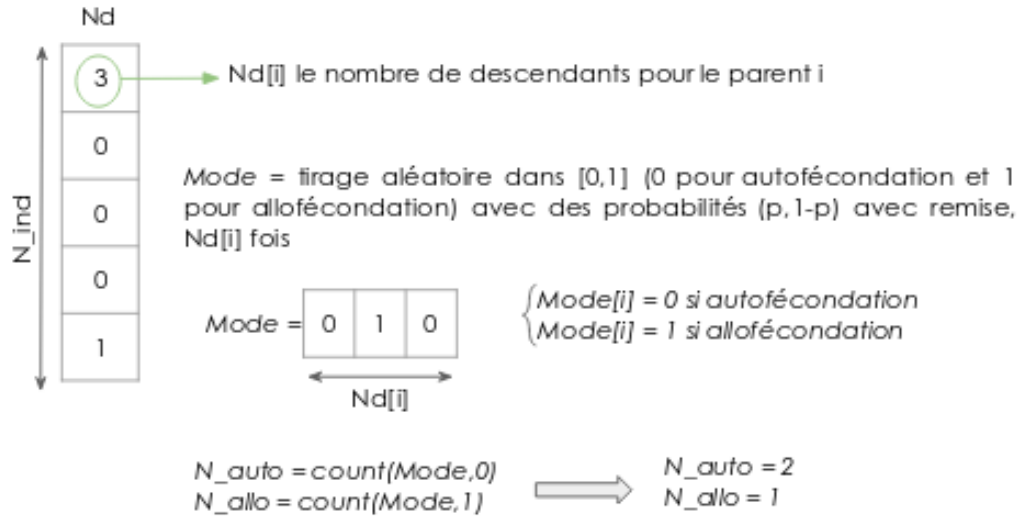 Nd
3
Nd[i] le nombre de descendants pour le parent i
0
0
0
1
N_ind
Mode = tirage aléatoire dans [0,1] (0 pour autofécondation et 1
pour allofécondation) avec des probabilités (p,1-p) avec remise,
Nd[i] fois
Mode = 0 1 0
Nd[i]
Mode[i] = 0 si autofécondation
Mode[i] = 1 si allofécondation
N_auto = count(Mode,0)
N_allo = count(Mode,1)
N_auto = 2
N_allo = 1